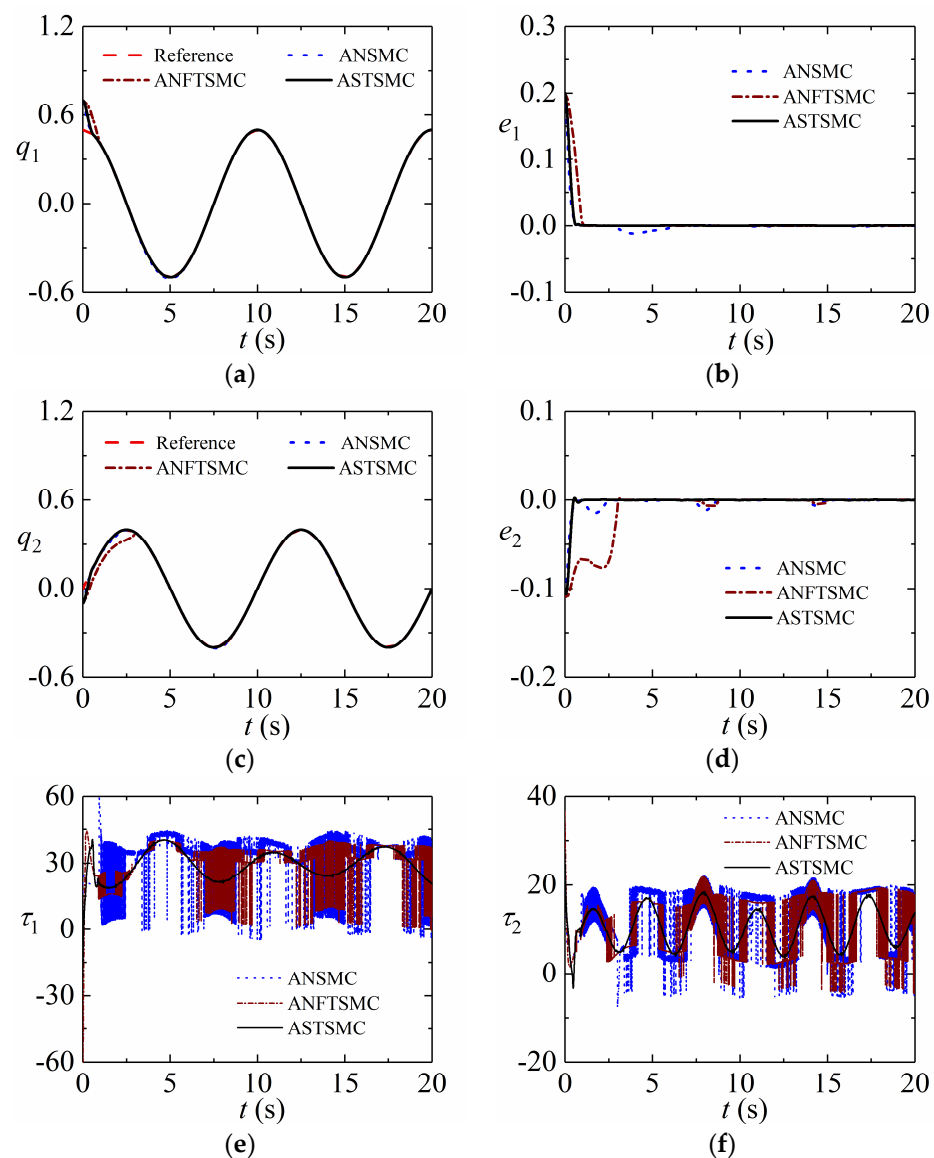 1.2
0.6
0.0
-0.6
q1
Reference
ANSMC
ANFTSMC
ASTSMC
0 5 10 15 20
t (s)
(a)
0.3
0.2
0.1
0.0
-0.1
e1
ANSMC
ANFTSMC
ASTSMC
0 5 10 15 20
t (s)
(b)
1.2
0.6
0.0
-0.6
q2
Reference
ANSMC
ANFTSMC
ASTSMC
0 5 10 15 20
t (s)
(c)
0.1
0.0
-0.1
-0.2
e2
ANSMC
ANFTSMC
ASTSMC
0 5 10 15 20
t (s)
(d)
60
30
0
-30
-60
τ1
ANSMC
ANFTSMC
ASTSMC
0 5 10 15 20
t (s)
(e)
40
20
0
-20
τ2
ANSMC
ANFTSMC
ASTSMC
0 5 10 15 20
t (s)
(f)